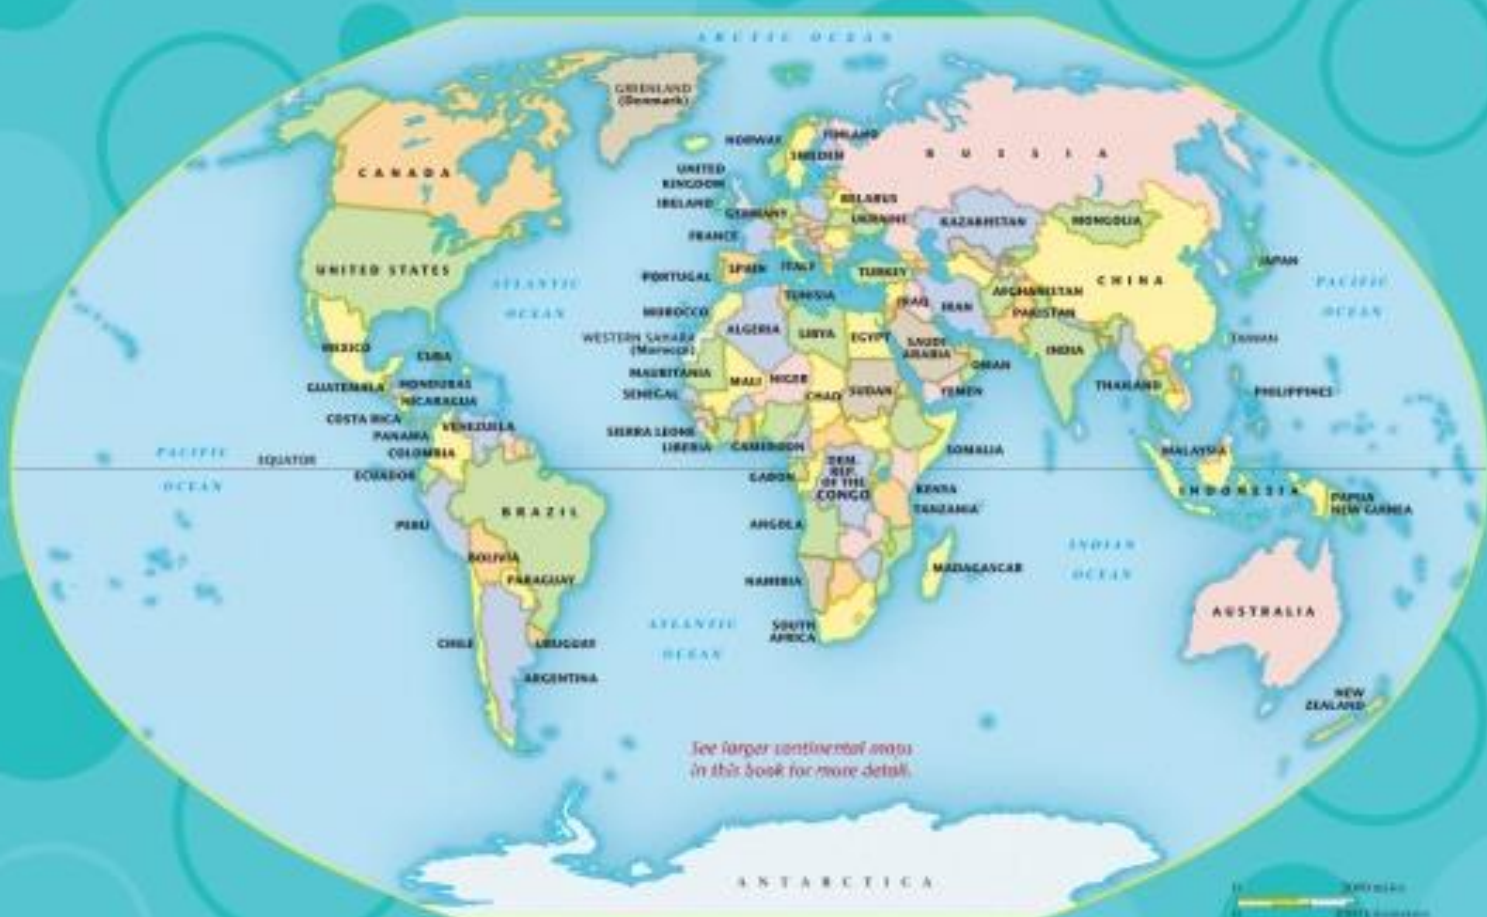 ARCTIC OCEAN
GREENLAND
(Denmark)
NORWAY
FINLAND
SWEDEN
RUSSIA
CANADA
UNITED
KINGDOM
IRELAND
BELARUS
GERMANY
UKRAINE
KAZAKHSTAN
MONGOLIA
FRANCE
UNITED STATES
PORTUGAL
SPAIN
ITALY
TURKEY
CHINA
JAPAN
ATLANTIC
OCEAN
PACIFIC
OCEAN
TUNISIA
AFGHANISTAN
MOROCCO
IRAQ
IRAN
PAKISTAN
ALGERIA
LIBYA
EGYPT
WESTERN SAHARA
(Morocco)
SAUDI
ARABIA
TAIWAN
MEXICO
CUBA
INDIA
OMAN
MAURITANIA
MALI
NIGER
CHAD
SUDAN
YEMEN
THAILAND
PHILIPPINES
GUATEMALA
HONDURAS
NICARAGUA
SENEGAL
COSTA RICA
PANAMA
VENEZUELA
SIERRA LEONE
LIBERIA
CAMEROON
SOMALIA
MALAYSIA
COLOMBIA
PACIFIC
OCEAN
EQUATOR
ECUADOR
GABON
DEM.
REP.
OF THE
CONGO
KENYA
TANZANIA
INDONESIA
PAPUA
NEW GUINEA
BRAZIL
PERU
ANGOLA
INDIAN
OCEAN
BOLIVIA
PARAGUAY
NAMIBIA
MADAGASCAR
AUSTRALIA
ATLANTIC
OCEAN
SOUTH
AFRICA
CHILE
URUGUAY
ARGENTINA
NEW
ZEALAND
See larger continental maps
in this book for more detail.
ANTARCTICA
0
miles
0